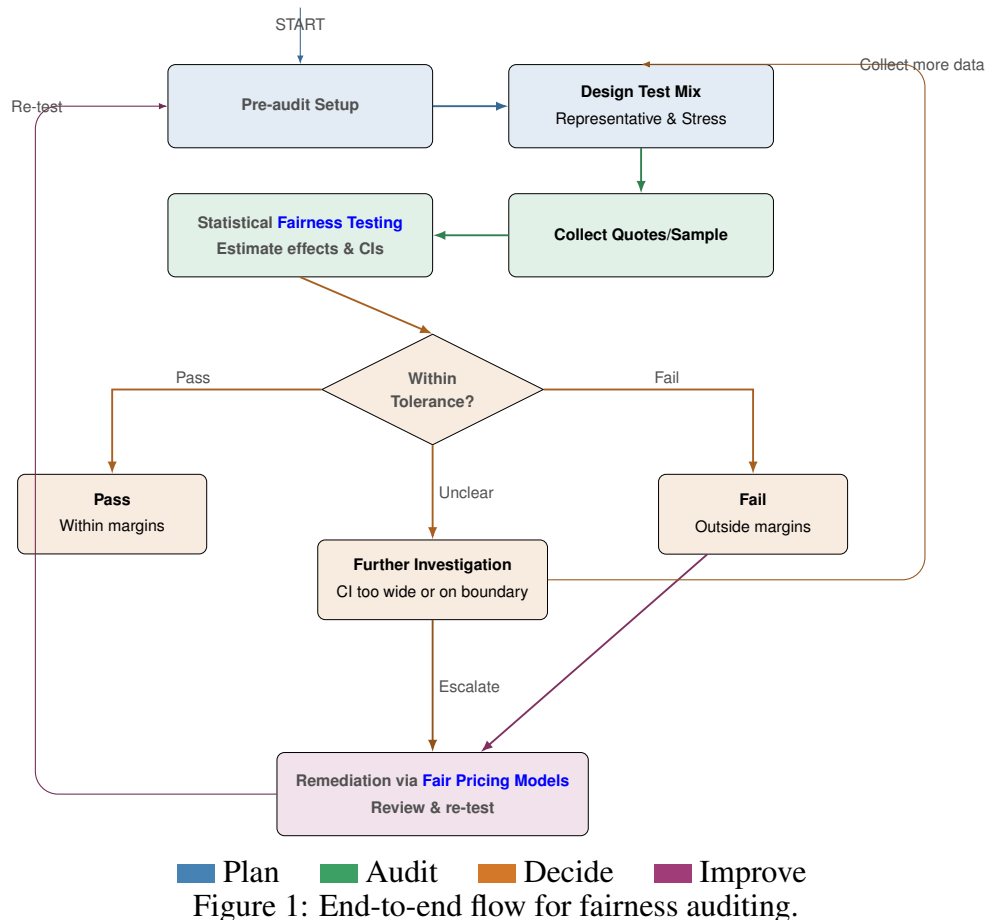 START
Collect more data
Re-test
Pre-audit Setup
Design Test Mix
Representative & Stress
Statistical Fairness Testing
Estimate effects & CIs
Collect Quotes/Sample
Within
Tolerance?
Pass
Fail
Pass
Within margins
Unclear
Fail
Outside margins
Further Investigation
CI too wide or on boundary
Escalate
Remediation via Fair Pricing Models
Review & re-test
Plan Audit Decide Improve
Figure 1: End-to-end flow for fairness auditing.